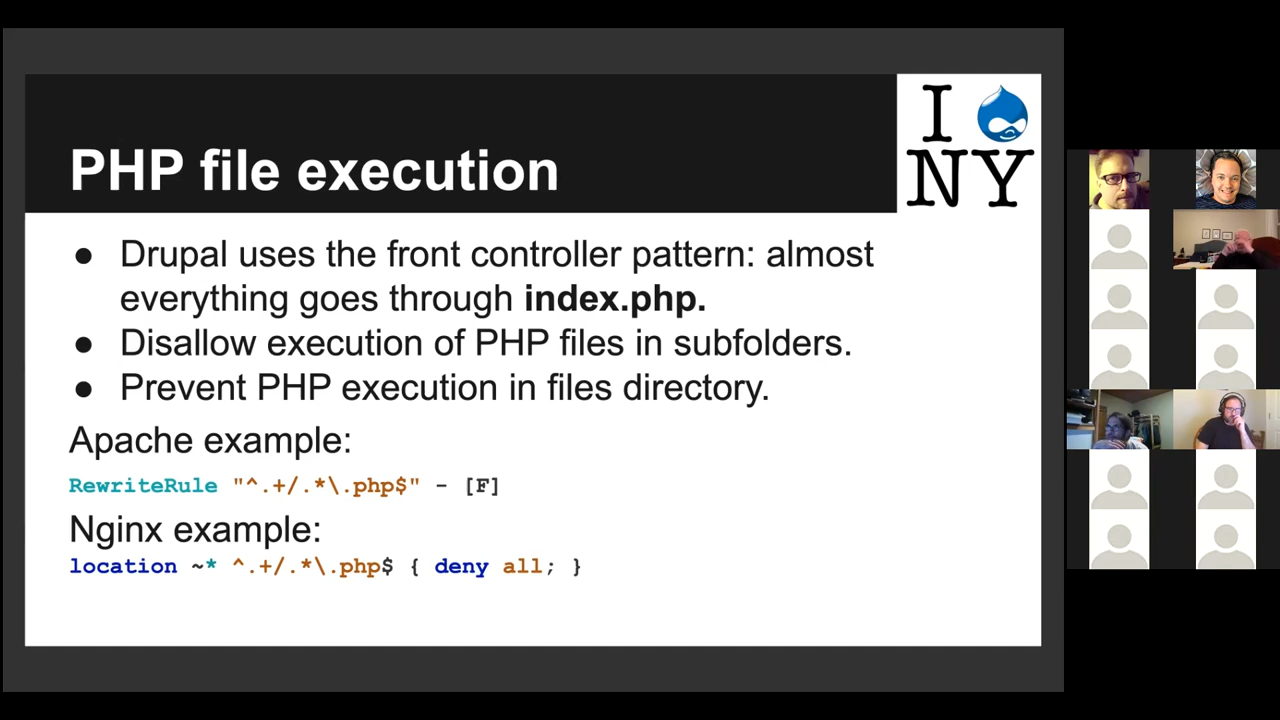 I
NY
PHP file execution
● Drupal uses the front controller pattern: almost
everything goes through index.php.
● Disallow execution of PHP files in subfolders.
● Prevent PHP execution in files directory.
Apache example:
RewriteRule "^.+/.*\.php$" - [F]
Nginx example:
location ~* ^.+/.*\.php$ { deny all; }